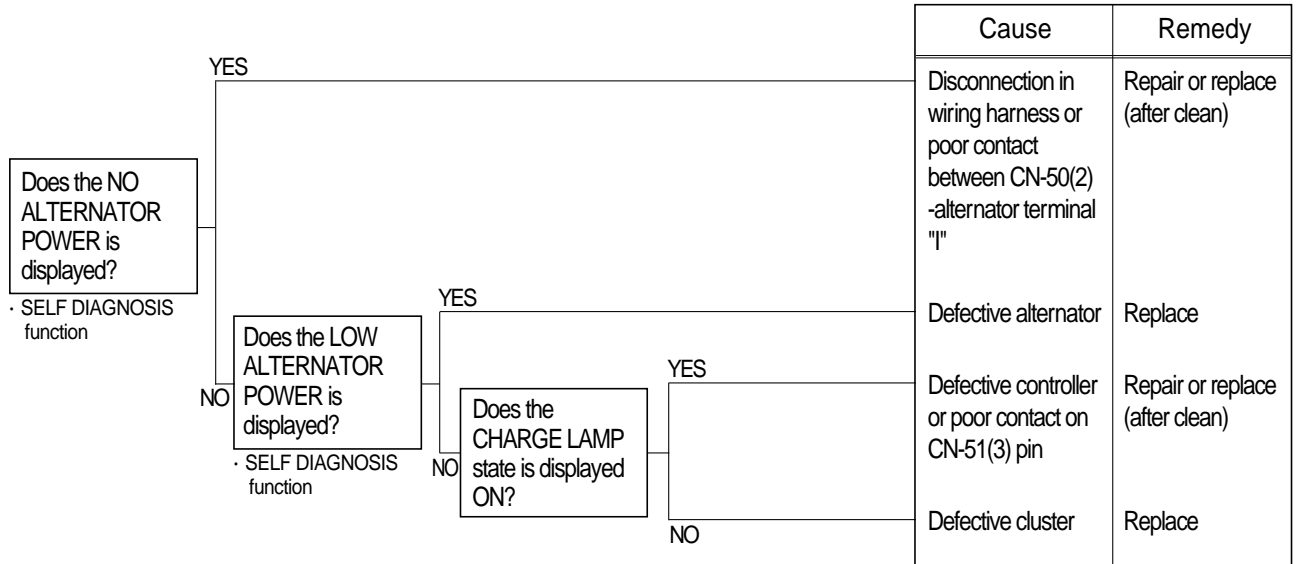 Cause
Remedy
YES
Disconnection in
wiring harness or
poor contact
between CN-50(2)
-alternator terminal
"I"
Repair or replace
(after clean)
Does the NO
ALTERNATOR
POWER is
displayed?
· SELF DIAGNOSIS
function
YES
Defective alternator
Replace
NO
Does the LOW
ALTERNATOR
POWER is
displayed?
· SELF DIAGNOSIS
function
YES
Defective controller
or poor contact on
CN-51(3) pin
Repair or replace
(after clean)
NO
Does the
CHARGE LAMP
state is displayed
ON?
NO
Defective cluster
Replace